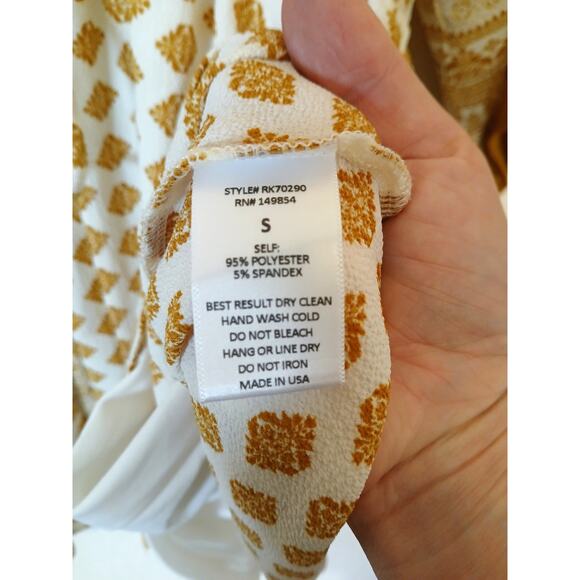 STYLE# RK70290
RN# 149854
S
SELF:
95% POLYESTER
5% SPANDEX
BEST RESULT DRY CLEAN
HAND WASH COLD
DO NOT BLEACH
HANG OR LINE DRY
DO NOT IRON
MADE IN USA